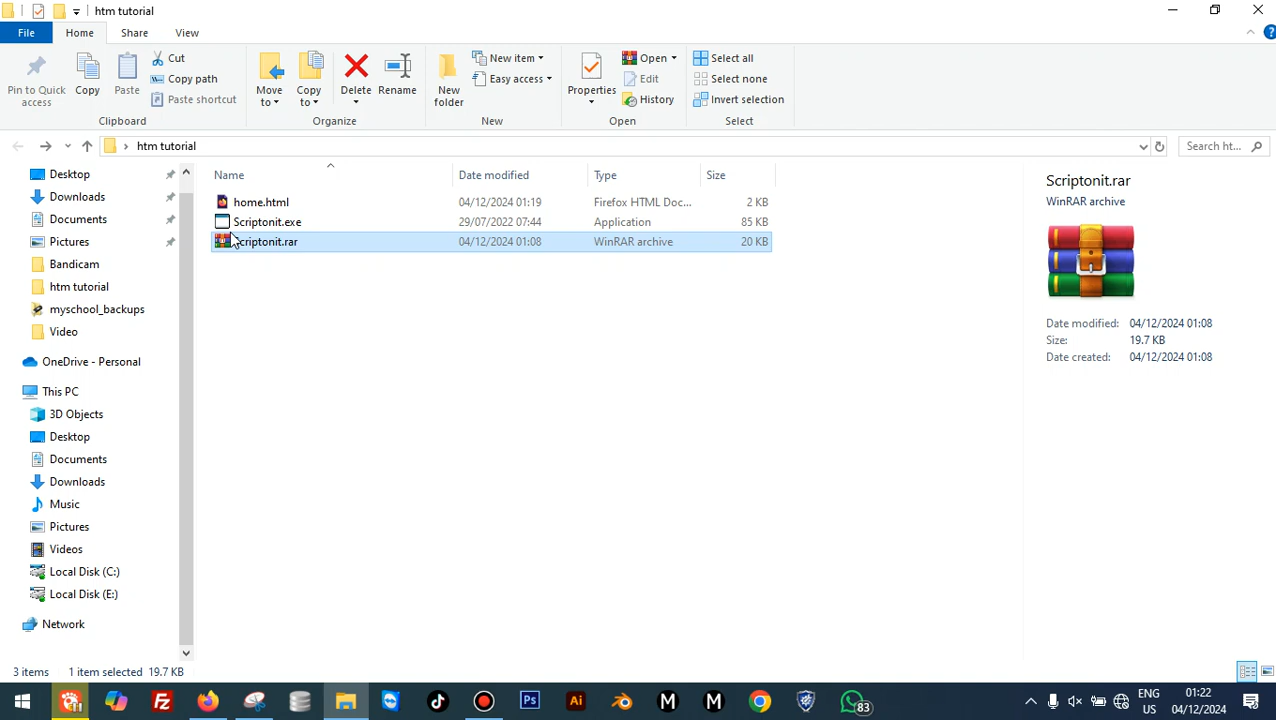 htm tutorial
File Home Share View
Pin to Quick access
Copy
Paste
Cut
Copy path
Paste shortcut
Clipboard
Move to
Copy to
Delete
Rename
Organize
New folder
New item
Easy access
New
Properties
Open
Edit
History
Open
Select all
Select none
Invert selection
Select
htm tutorial
Search ht...
Name Date modified Type Size
home.html 04/12/2024 01:19 Firefox HTML Doc... 2 KB
Scriptonit.exe 29/07/2022 07:44 Application 85 KB
Scriptonit.rar 04/12/2024 01:08 WinRAR archive 20 KB
Desktop
Downloads
Documents
Pictures
Bandicam
htm tutorial
myschool_backups
Video
OneDrive - Personal
This PC
3D Objects
Desktop
Documents
Downloads
Music
Pictures
Videos
Local Disk (C:)
Local Disk (E:)
Network
Scriptonit.rar
WinRAR archive
Date modified: 04/12/2024 01:08
Size: 19.7 KB
Date created: 04/12/2024 01:08
3 items 1 item selected 19.7 KB
Ps
Ai
M
M
83
ENG
US
01:22
04/12/2024